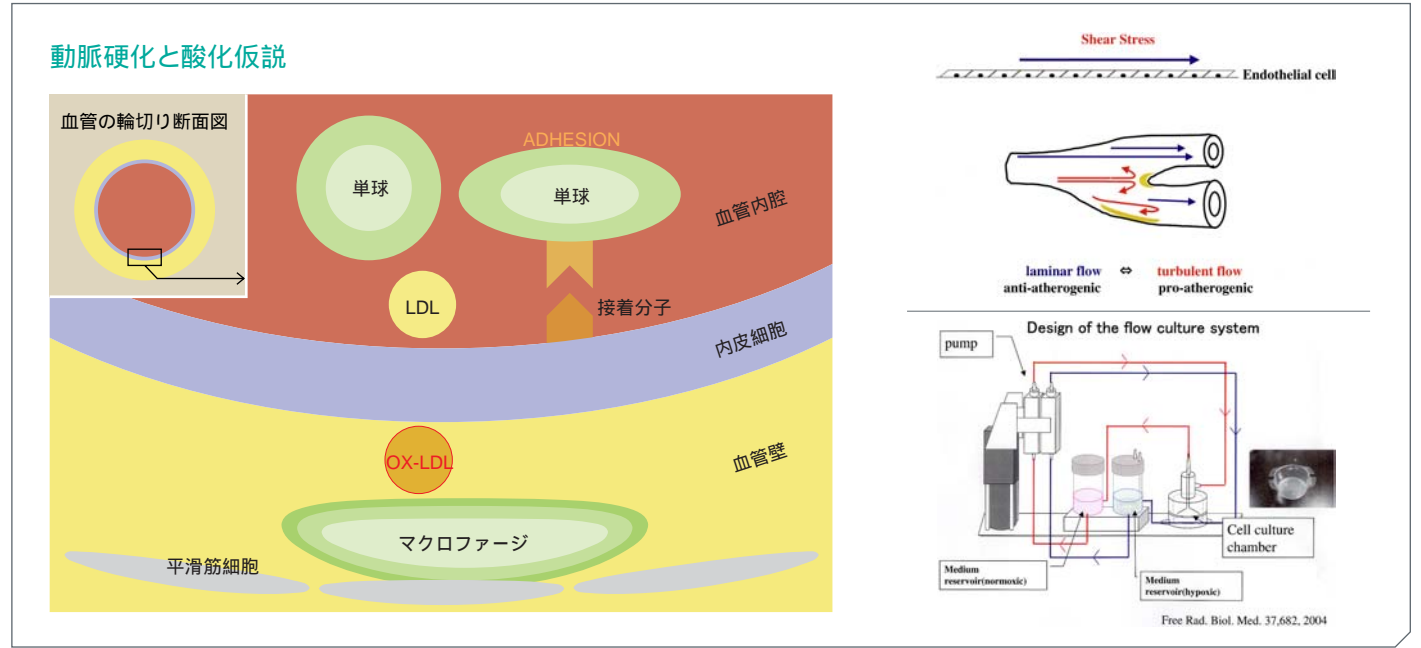 動脈硬化と酸化仮説
血管の輪切り断面図
ADHESION
単球
単球
血管内腔
LDL
接着分子
内皮細胞
OX-LDL
血管壁
マクロファージ
平滑筋細胞
Shear Stress
Endothelial cell
laminar flow ⇔ turbulent flow
anti-atherogenic pro-atherogenic
Design of the flow culture system
pump
Cell culture
chamber
Medium
reservoir(normoxic)
Medium
reservoir(hypoxic)
Free Rad. Biol. Med. 37,682, 2004